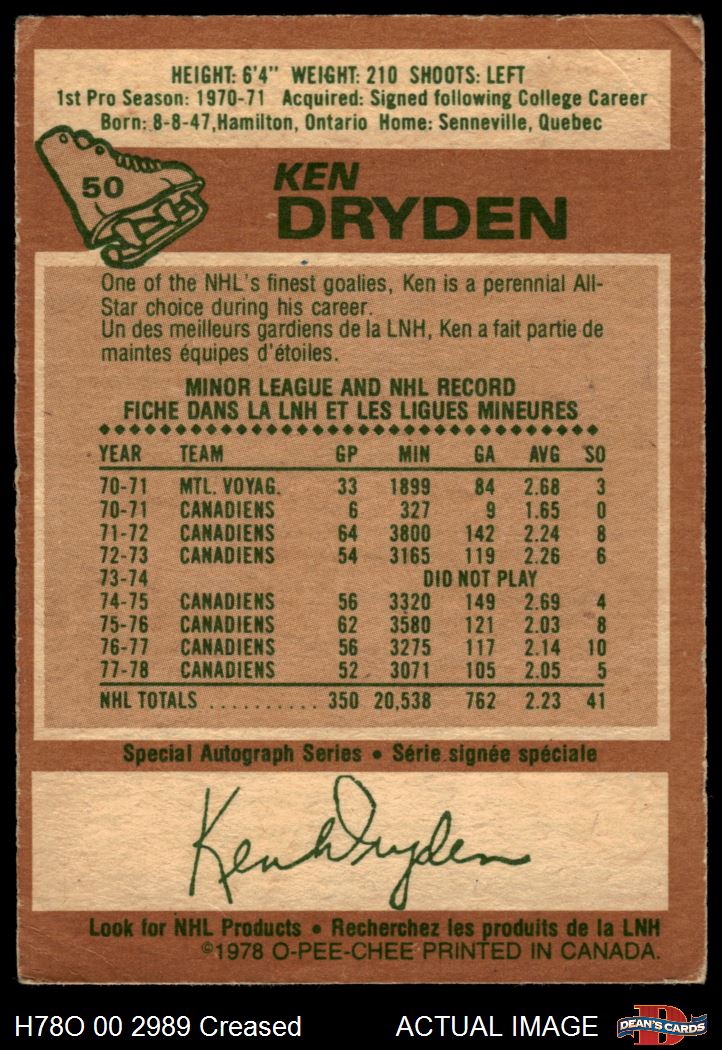 HEIGHT: 6'4" WEIGHT: 210 SHOOTS: LEFT
1st Pro Season: 1970-71 Acquired: Signed following College Career
Born: 8-8-47, Hamilton, Ontario Home: Senneville, Quebec
50
KEN
DRYDEN
One of the NHL's finest goalies, Ken is a perennial All-
Star choice during his career.
Un des meilleurs gardiens de la LNH, Ken a fait partie de
maintes équipes d'étoiles.
MINOR LEAGUE AND NHL RECORD
FICHE DANS LA LNH ET LES LIGUES MINEURES
YEAR TEAM GP MIN GA AVG SO
70-71 MTL. VOYAG. 33 1899 84 2.68 3
70-71 CANADIENS 6 327 9 1.65 0
71-72 CANADIENS 64 3800 142 2.24 8
72-73 CANADIENS 54 3165 119 2.26 6
73-74 DID NOT PLAY
74-75 CANADIENS 56 3320 149 2.69 4
75-76 CANADIENS 62 3580 121 2.03 8
76-77 CANADIENS 56 3275 117 2.14 10
77-78 CANADIENS 52 3071 105 2.05 5
NHL TOTALS .......... 350 20,538 762 2.23 41
Special Autograph Series • Série signée spéciale
Ken Dryden
Look for NHL Products • Recherchez les produits de la LNH
©1978 O-PEE-CHEE PRINTED IN CANADA.
H78O 00 2989 Creased ACTUAL IMAGE D DEAN'S CARDS